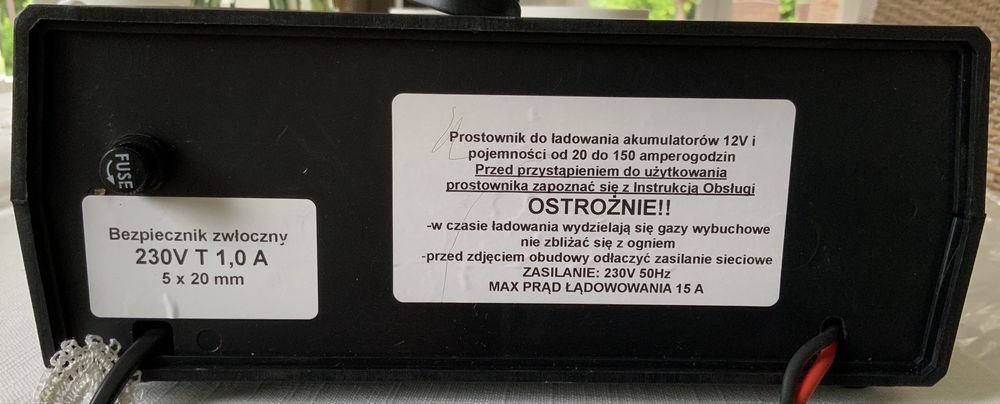 FUSE
Bezpiecznik zwłoczny
230V T 1,0 A
5 x 20 mm
Prostownik do ładowania akumulatorów 12V i
pojemności od 20 do 150 amperogodzin
Przed przystąpieniem do użytkowania
prostownika zapoznać się z Instrukcją Obsługi
OSTROŻNIE!!
-w czasie ładowania wydzielają się gazy wybuchowe
nie zbliżać się z ogniem
-przed zdjęciem obudowy odłaczyć zasilanie sieciowe
ZASILANIE: 230V 50Hz
MAX PRĄD ŁĄDOWOWANIA 15 A